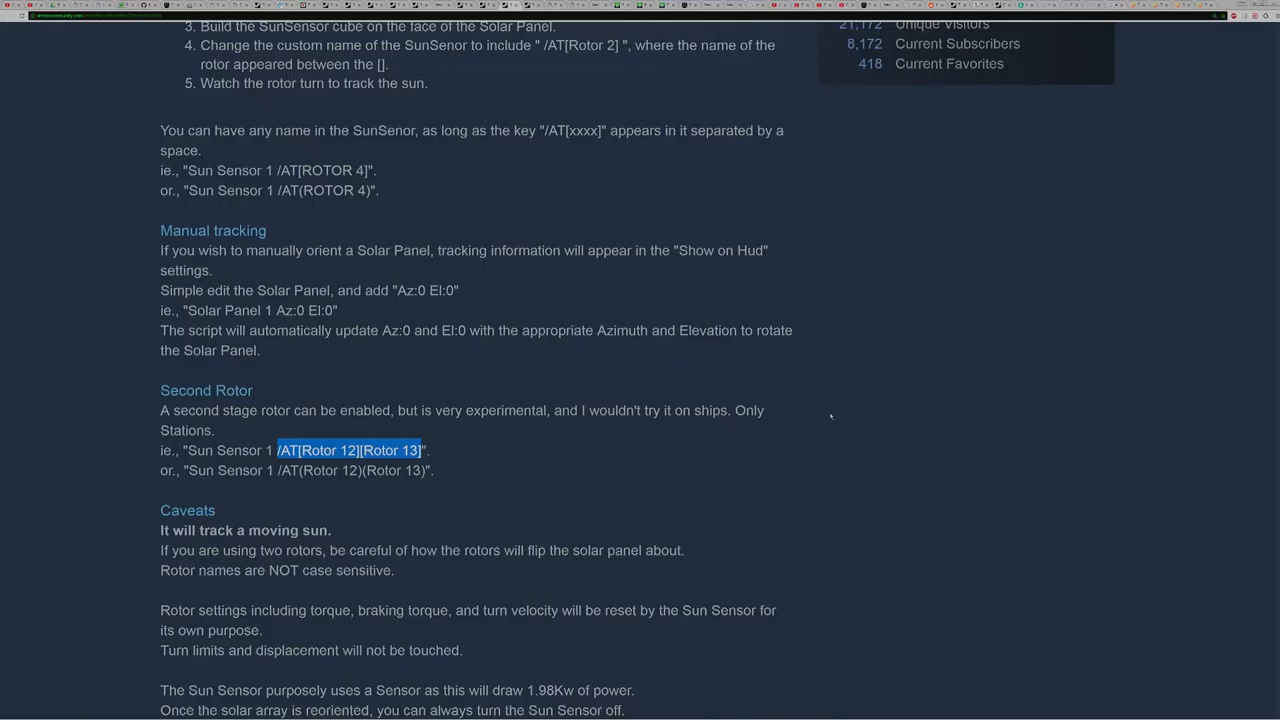 3. Build the SunSensor cube on the face of the Solar Panel.
4. Change the custom name of the SunSenor to include " /AT[Rotor 2] ", where the name of the
rotor appeared between the [].
5. Watch the rotor turn to track the sun.
You can have any name in the SunSenor, as long as the key "/AT[xxxx]" appears in it separated by a
space.
ie., "Sun Sensor 1 /AT[ROTOR 4]".
or., "Sun Sensor 1 /AT(ROTOR 4)".
Manual tracking
If you wish to manually orient a Solar Panel, tracking information will appear in the "Show on Hud"
settings.
Simple edit the Solar Panel, and add "Az:0 El:0"
ie., "Solar Panel 1 Az:0 El:0"
The script will automatically update Az:0 and El:0 with the appropriate Azimuth and Elevation to rotate
the Solar Panel.
Second Rotor
A second stage rotor can be enabled, but is very experimental, and I wouldn't try it on ships. Only
Stations.
ie., "Sun Sensor 1 /AT[Rotor 12][Rotor 13]".
or., "Sun Sensor 1 /AT(Rotor 12)(Rotor 13)".
Caveats
It will track a moving sun.
If you are using two rotors, be careful of how the rotors will flip the solar panel about.
Rotor names are NOT case sensitive.
Rotor settings including torque, braking torque, and turn velocity will be reset by the Sun Sensor for
its own purpose.
Turn limits and displacement will not be touched.
The Sun Sensor purposely uses a Sensor as this will draw 1.98Kw of power.
Once the solar array is reoriented, you can always turn the Sun Sensor off.
21,172 Unique Visitors
8,172 Current Subscribers
418 Current Favorites